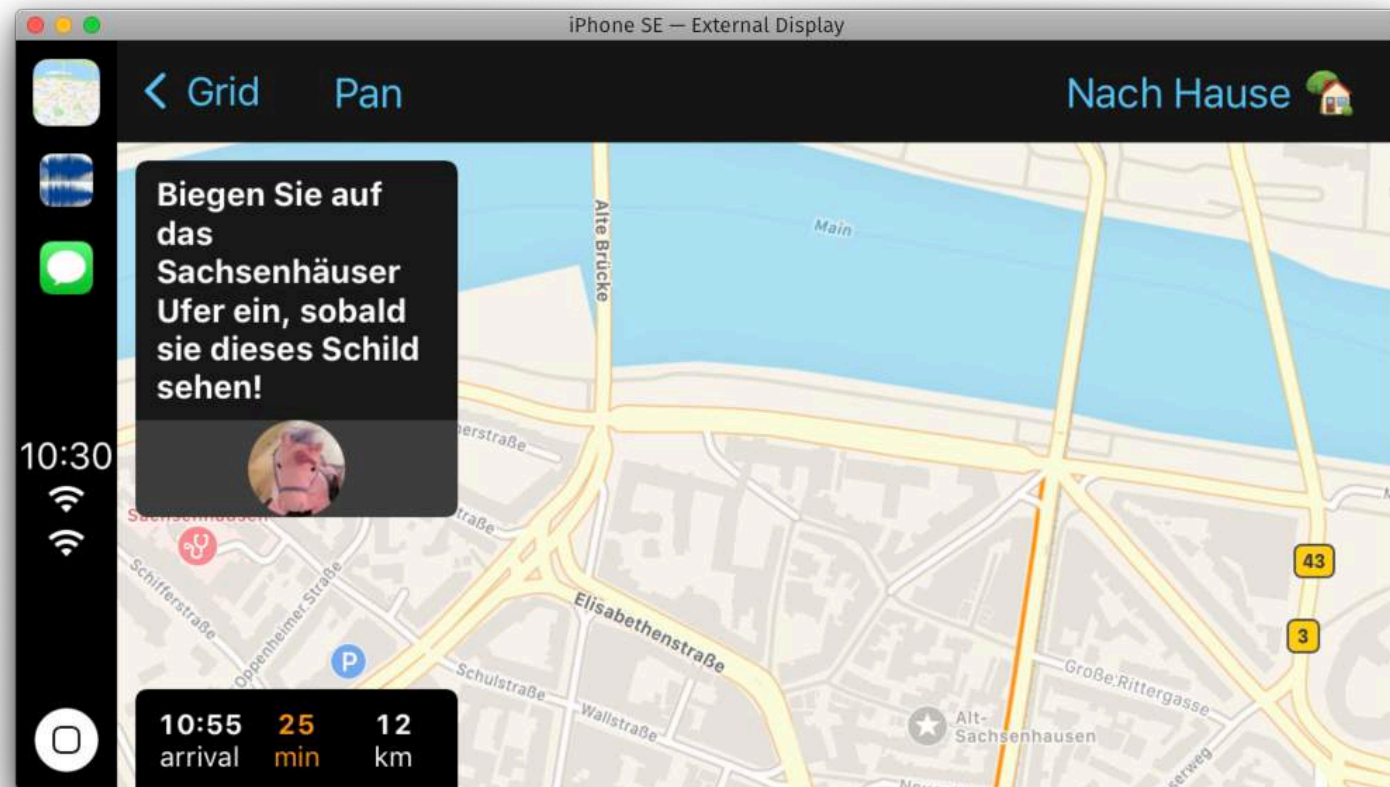 iPhone SE — External Display
Grid
Pan
Nach Hause
Biegen Sie auf
das
Sachsenhäuser
Ufer ein, sobald
sie dieses Schild
sehen!
10:30
10:55 25 12
arrival min km
Alte Brücke
Main
Sachsenhausen
Schifferstraße
Oppenheimer Straße
P
Elisabethenstraße
Schulstraße
Wallstraße
43
3
Große Rittergasse
Alt-
Sachsenhausen